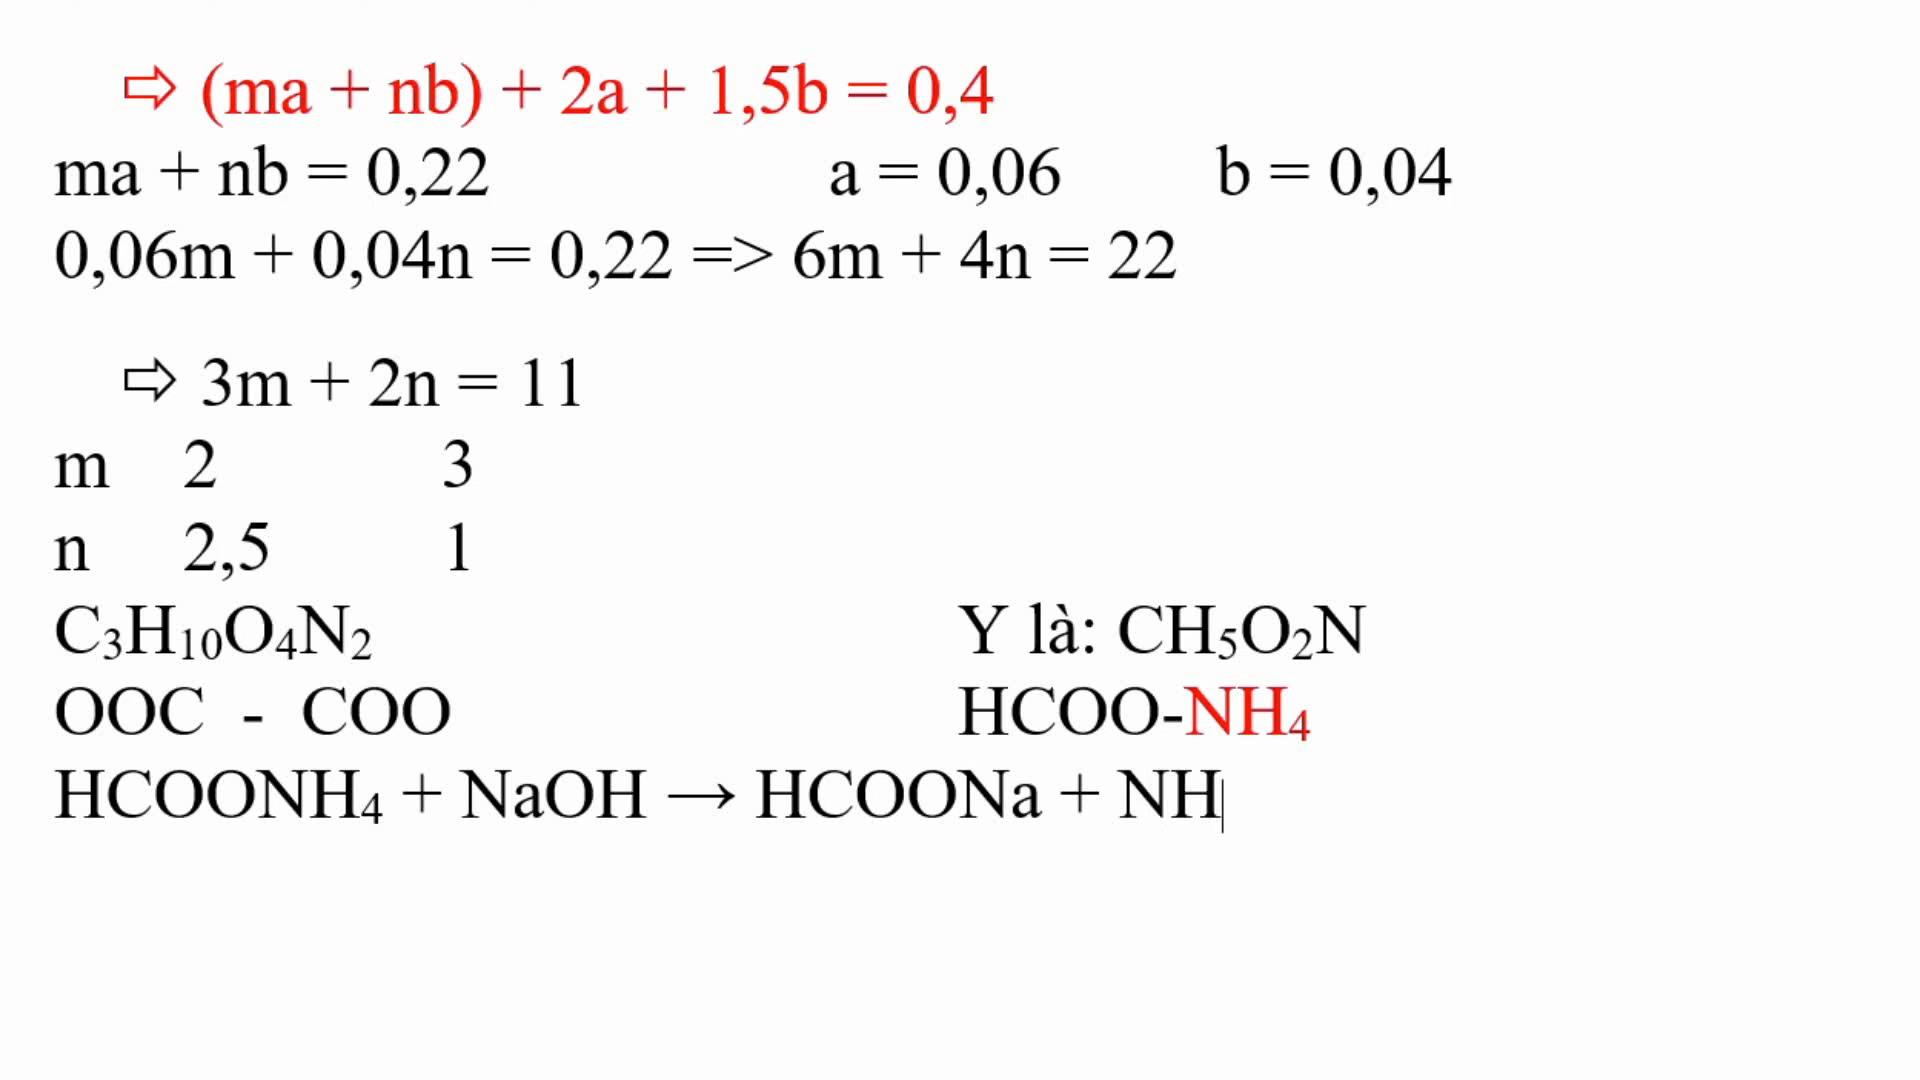 ⇨ (ma + nb) + 2a + 1,5b = 0,4
ma + nb = 0,22 a = 0,06 b = 0,04
0,06m + 0,04n = 0,22 => 6m + 4n = 22
⇨ 3m + 2n = 11
m 2 3
n 2,5 1
C₃H₁₀O₄N₂ Y là: CH₅O₂N
OOC - COO HCOO-NH₄
HCOONH₄ + NaOH → HCOONa + NH